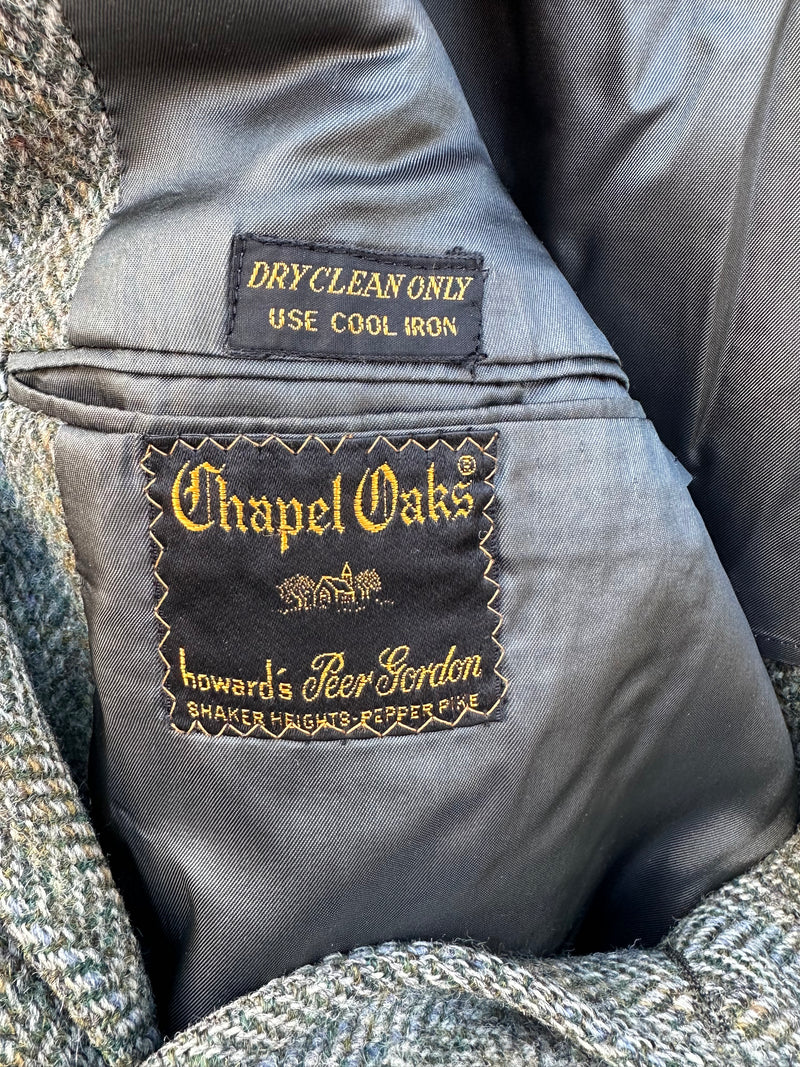 DRY CLEAN ONLY
USE COOL IRON
Chapel Oaks®
howard's Peer Gordon
SHAKER HEIGHTS-PEPPER PIKE